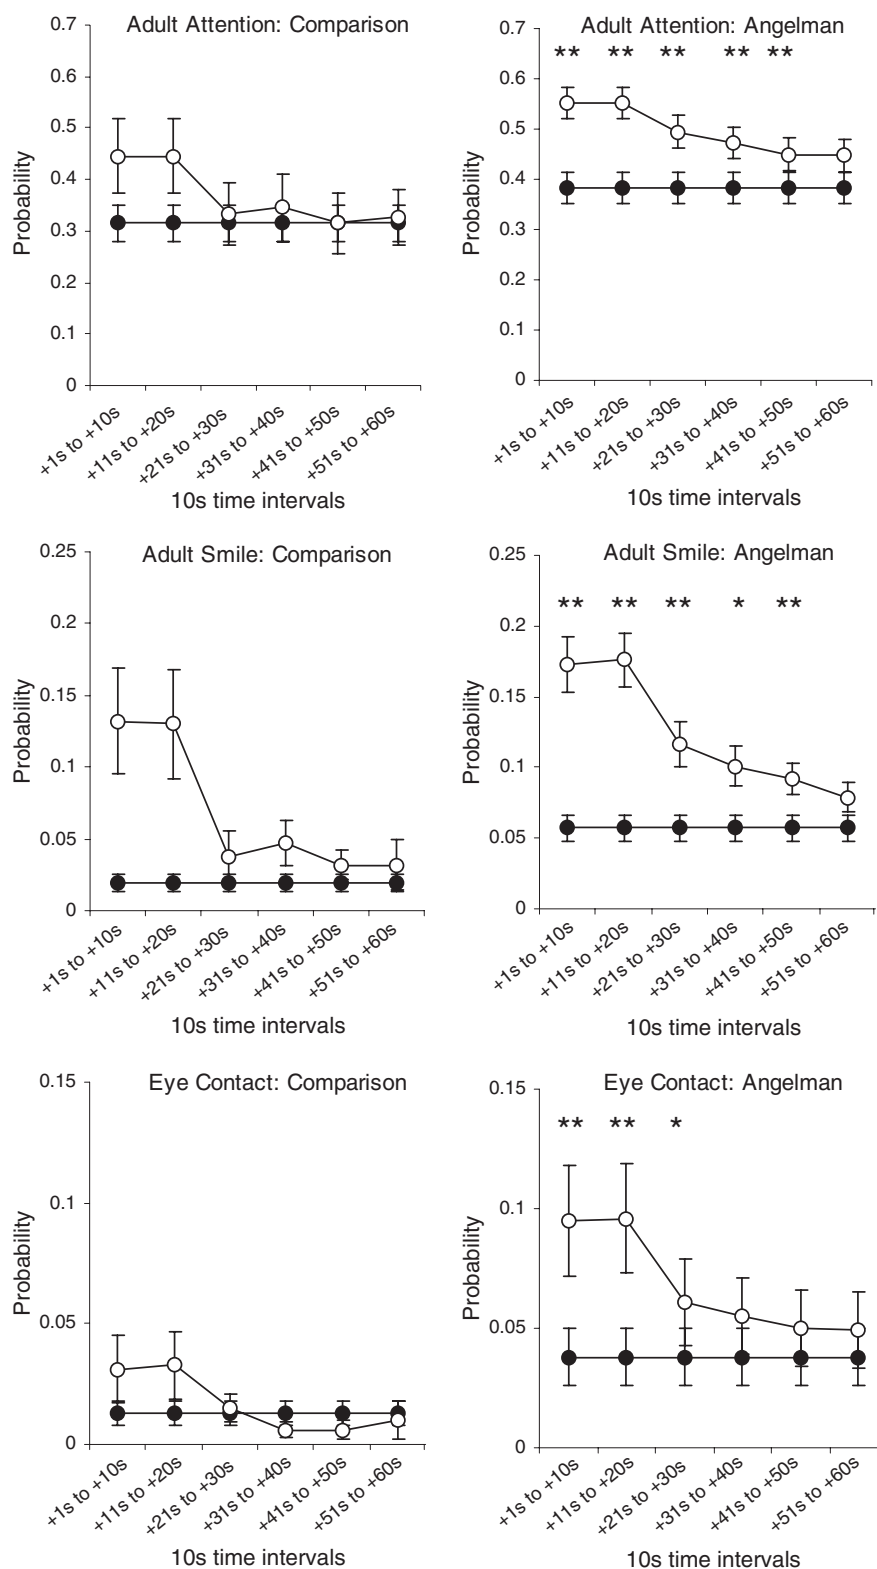 Adult Attention: Comparison
0.7
0.6
0.5
0.4
0.3
0.2
0.1
0
Probability
+1s to +10s
+11s to +20s
+21s to +30s
+31s to +40s
+41s to +50s
+51s to +60s
10s time intervals
Adult Attention: Angelman
** ** ** ** **
0.7
0.6
0.5
0.4
0.3
0.2
0.1
0
Probability
+1s to +10s
+11s to +20s
+21s to +30s
+31s to +40s
+41s to +50s
+51s to +60s
10s time intervals
Adult Smile: Comparison
0.25
0.2
0.15
0.1
0.05
0
Probability
+1s to +10s
+11s to +20s
+21s to +30s
+31s to +40s
+41s to +50s
+51s to +60s
10s time intervals
Adult Smile: Angelman
** ** ** * **
0.25
0.2
0.15
0.1
0.05
0
Probability
+1s to +10s
+11s to +20s
+21s to +30s
+31s to +40s
+41s to +50s
+51s to +60s
10s time intervals
Eye Contact: Comparison
0.15
0.1
0.05
0
Probability
+1s to +10s
+11s to +20s
+21s to +30s
+31s to +40s
+41s to +50s
+51s to +60s
10s time intervals
Eye Contact: Angelman
** ** *
0.15
0.1
0.05
0
Probability
+1s to +10s
+11s to +20s
+21s to +30s
+31s to +40s
+41s to +50s
+51s to +60s
10s time intervals